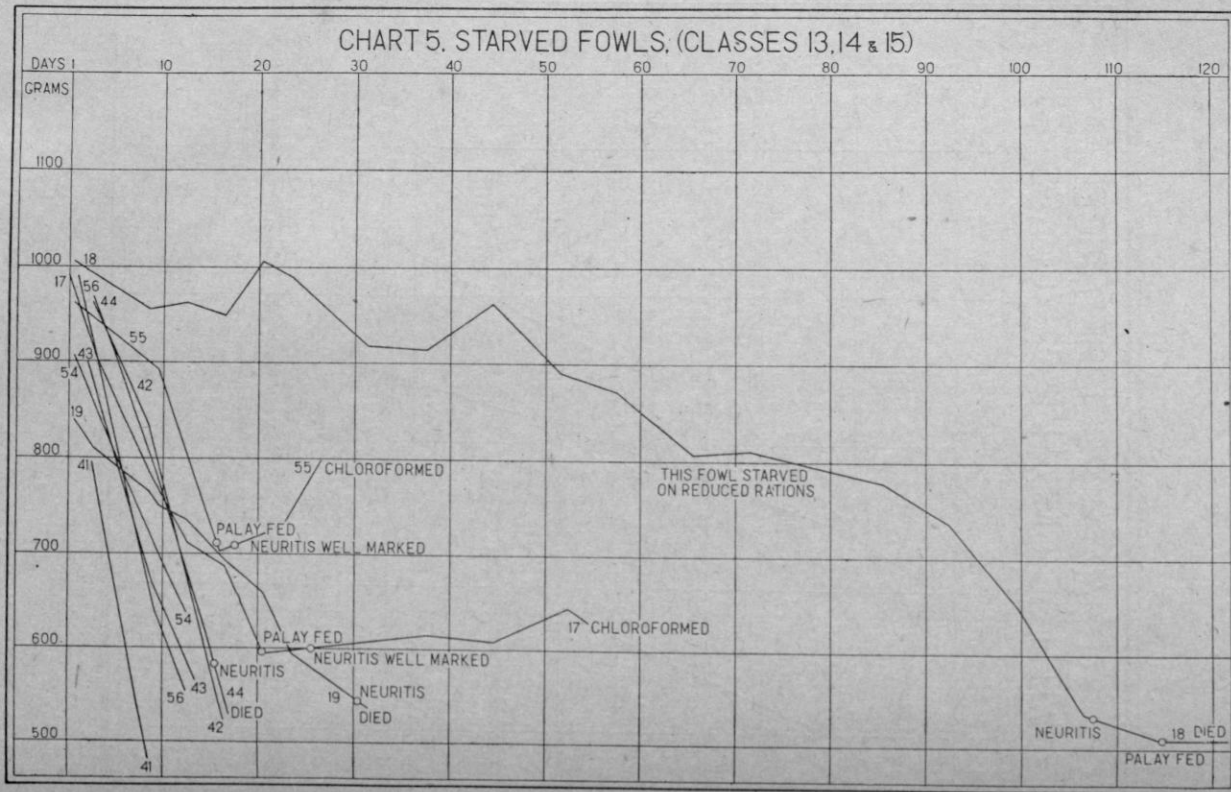 CHART 5. STARVED FOWLS, (CLASSES 13,14 & 15)
DAYS 1 10 20 30 40 50 60 70 80 90 100 110 120
GRAMS
1100
1000
18
17
56
44
55
900
43
42
54
19
800
41
55 CHLOROFORMED
THIS FOWL STARVED
ON REDUCED RATIONS
PALAY FED
NEURITIS WELL MARKED
700
54
17 CHLOROFORMED
600
PALAY FED
NEURITIS WELL MARKED
NEURITIS
43
56
44
DIED
42
19
NEURITIS
DIED
500
41
NEURITIS
18 DIED
PALAY FED